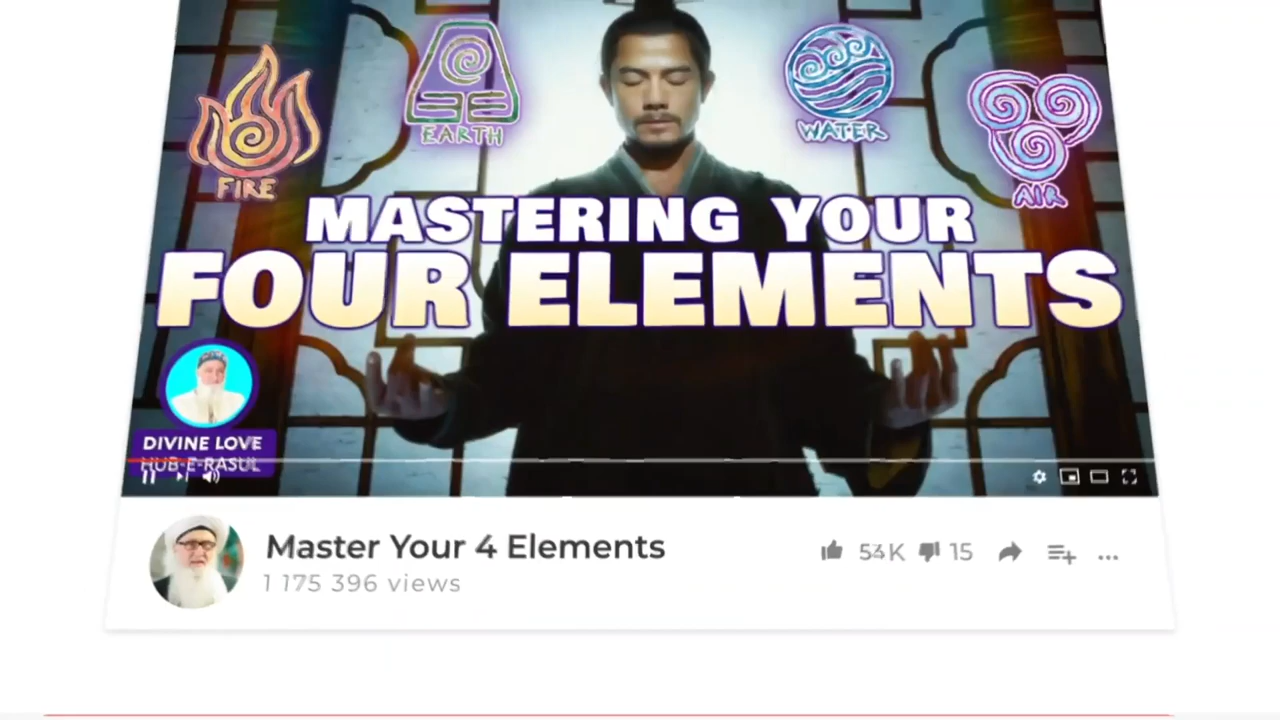 FIRE
EARTH
WATER
AIR
MASTERING YOUR
FOUR ELEMENTS
DIVINE LOVE
HUB-E-RASUL
Master Your 4 Elements
1 175 396 views
54K
15